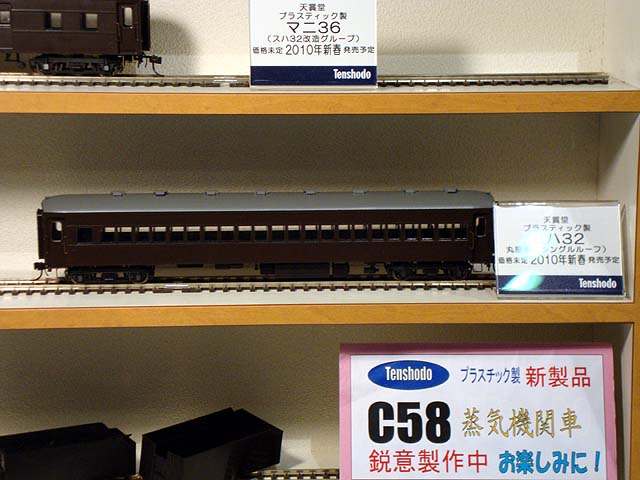 天賞堂
プラスティック製
マニ36
(スハ32改造グループ)
価格未定 2010年新春 発売予定
Tenshodo
天賞堂
プラスティック製
ハ32
丸屋根(シングルルーフ)
価格未定 2010年新春 発売予定
Tenshodo
Tenshodo プラスチック製 新製品
C58 蒸気機関車
鋭意製作中 お楽しみに!